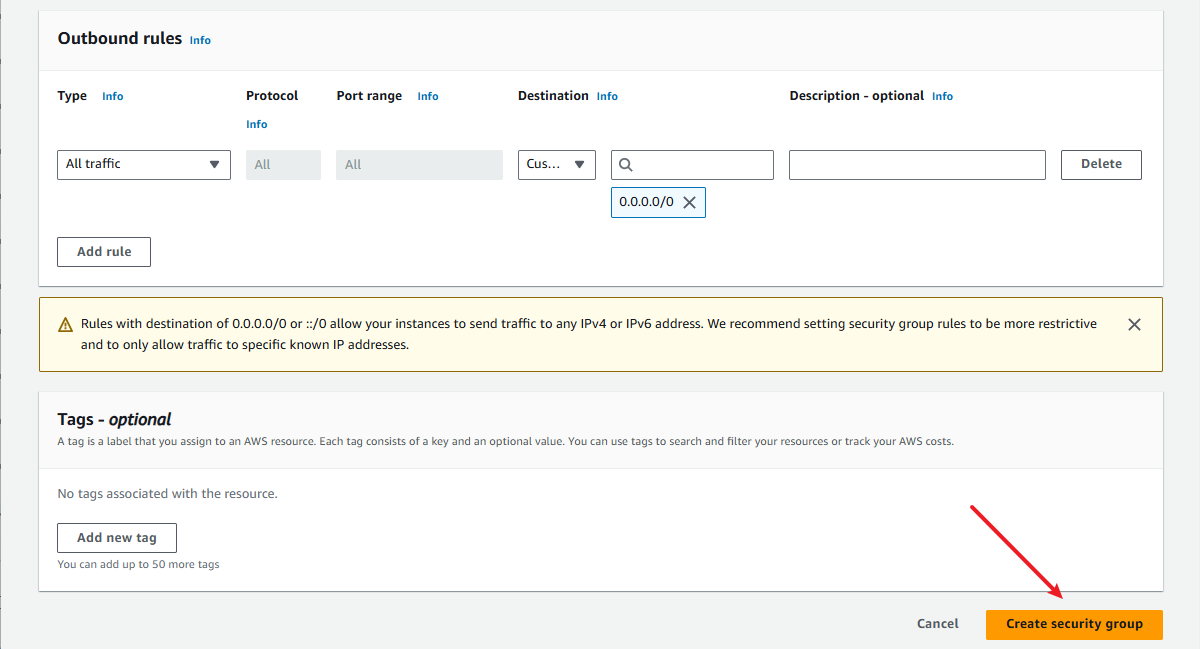 Outbound rules Info
Type Info Protocol Port range Info Destination Info Description - optional Info
Info
All traffic All All Cus... Delete
0.0.0.0/0
Add rule
Rules with destination of 0.0.0.0/0 or ::/0 allow your instances to send traffic to any IPv4 or IPv6 address. We recommend setting security group rules to be more restrictive
and to only allow traffic to specific known IP addresses.
Tags - optional
A tag is a label that you assign to an AWS resource. Each tag consists of a key and an optional value. You can use tags to search and filter your resources or track your AWS costs.
No tags associated with the resource.
Add new tag
You can add up to 50 more tags
Cancel Create security group